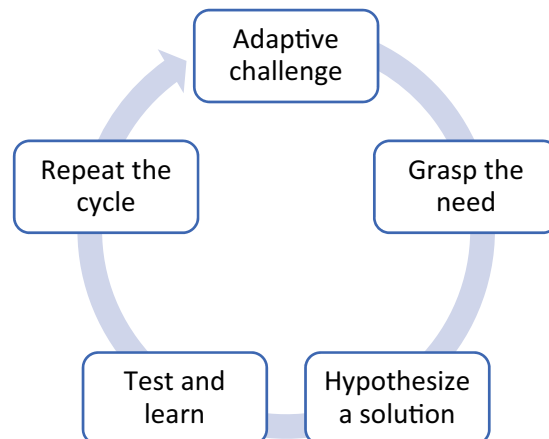 Adaptive
challenge
Grasp the
need
Hypothesize
a solution
Test and
learn
Repeat the
cycle